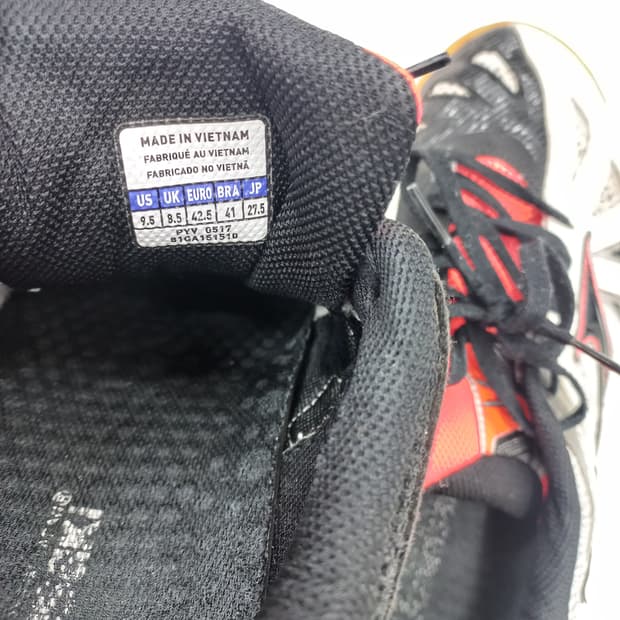 MADE IN VIETNAM
FABRIQUÉ AU VIETNAM
FABRICADO NO VIETNÃ
US UK EURO BRA JP
9.5 8.5 42.5 41 27.5
PYV 0517
81GA151510